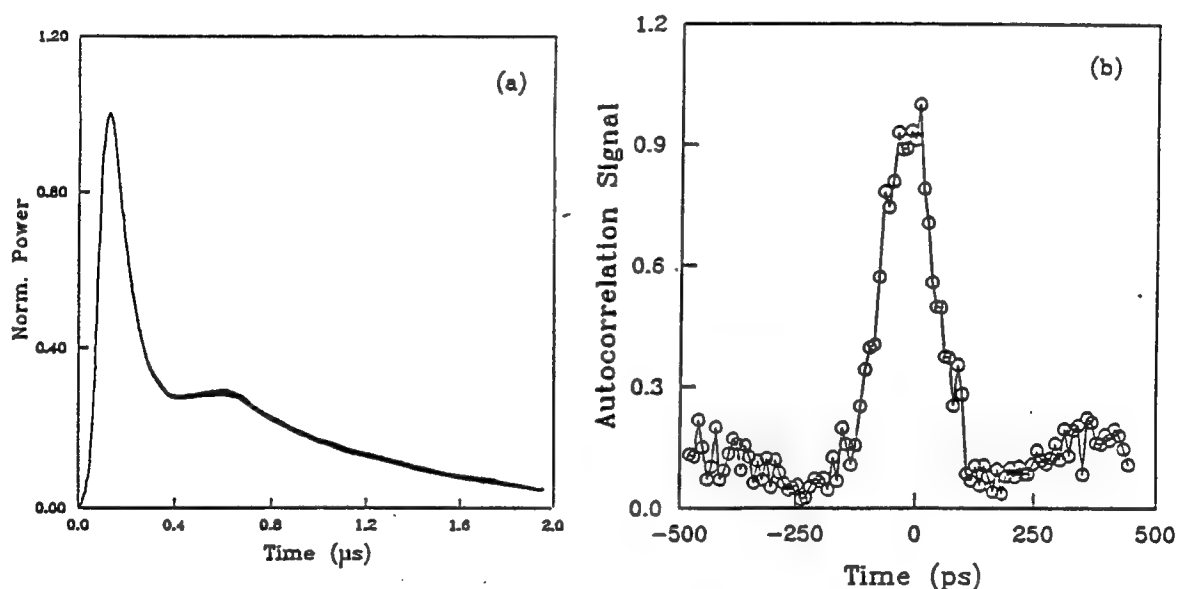 1.20
(a)
0.80
0.40
0.00
0.0 0.4 0.8 1.2 1.6 2.0
Norm. Power
Time (µs)
1.2
(b)
0.9
0.6
0.3
0.0
-500 -250 0 250 500
Autocorrelation Signal
Time (ps)